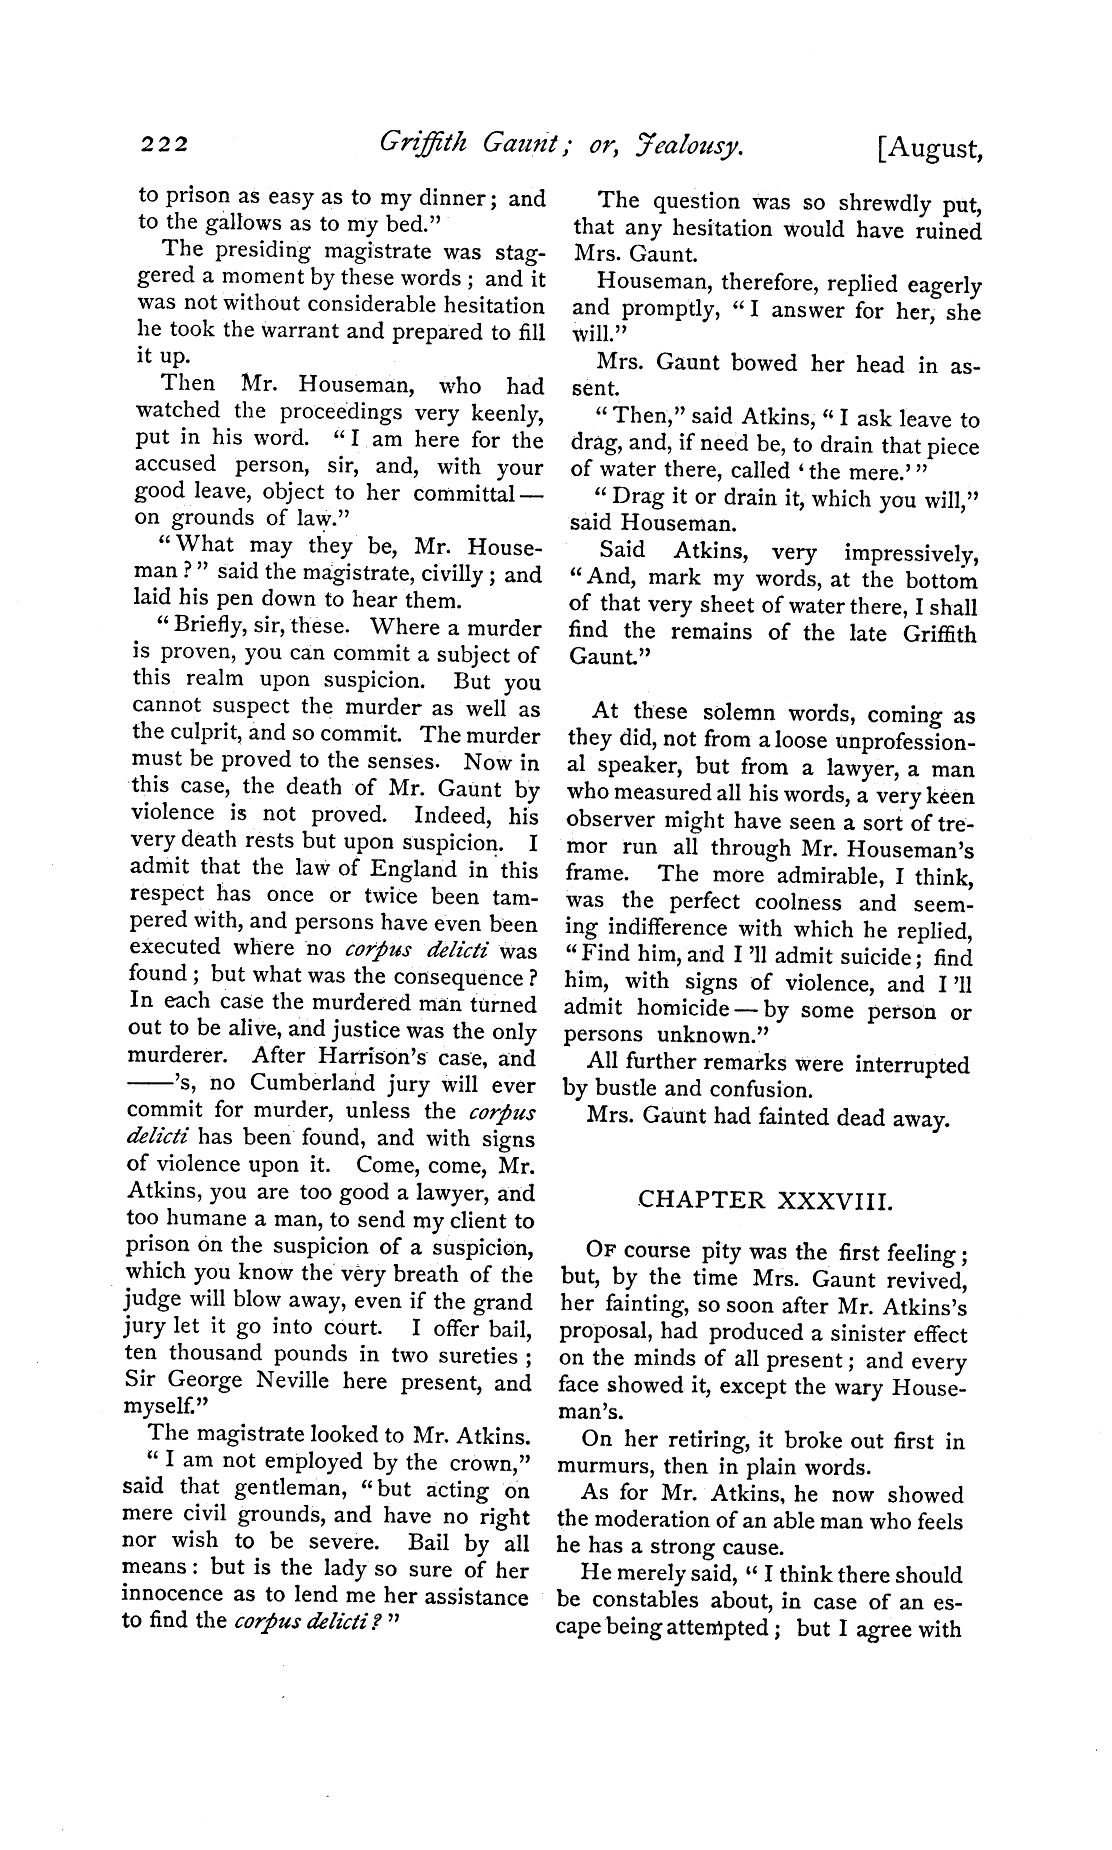 222 Griffith Gaunt; or, Jealousy. [August,
to prison as easy as to my dinner; and
to the gallows as to my bed.”
The presiding magistrate was stag-
gered a moment by these words; and it
was not without considerable hesitation
he took the warrant and prepared to fill
it up.
Then Mr. Houseman, who had
watched the proceedings very keenly,
put in his word. “I am here for the
accused person, sir, and, with your
good leave, object to her committal—
on grounds of law.”
“What may they be, Mr. House-
man?” said the magistrate, civilly; and
laid his pen down to hear them.
“Briefly, sir, these. Where a murder
is proven, you can commit a subject of
this realm upon suspicion. But you
cannot suspect the murder as well as
the culprit, and so commit. The murder
must be proved to the senses. Now in
this case, the death of Mr. Gaunt by
violence is not proved. Indeed, his
very death rests but upon suspicion. I
admit that the law of England in this
respect has once or twice been tam-
pered with, and persons have even been
executed where no corpus delicti was
found; but what was the consequence?
In each case the murdered man turned
out to be alive, and justice was the only
murderer. After Harrison’s case, and
——’s, no Cumberland jury will ever
commit for murder, unless the corpus
delicti has been found, and with signs
of violence upon it. Come, come, Mr.
Atkins, you are too good a lawyer, and
too humane a man, to send my client to
prison on the suspicion of a suspicion,
which you know the very breath of the
judge will blow away, even if the grand
jury let it go into court. I offer bail,
ten thousand pounds in two sureties;
Sir George Neville here present, and
myself.”
The magistrate looked to Mr. Atkins.
“I am not employed by the crown,”
said that gentleman, “but acting on
mere civil grounds, and have no right
nor wish to be severe. Bail by all
means: but is the lady so sure of her
innocence as to lend me her assistance
to find the corpus delicti?”
The question was so shrewdly put,
that any hesitation would have ruined
Mrs. Gaunt.
Houseman, therefore, replied eagerly
and promptly, “I answer for her, she
will.”
Mrs. Gaunt bowed her head in as-
sent.
“Then,” said Atkins, “I ask leave to
drag, and, if need be, to drain that piece
of water there, called ‘the mere.’”
“Drag it or drain it, which you will,”
said Houseman.
Said Atkins, very impressively,
“And, mark my words, at the bottom
of that very sheet of water there, I shall
find the remains of the late Griffith
Gaunt.”
At these solemn words, coming as
they did, not from a loose unprofession-
al speaker, but from a lawyer, a man
who measured all his words, a very keen
observer might have seen a sort of tre-
mor run all through Mr. Houseman’s
frame. The more admirable, I think,
was the perfect coolness and seem-
ing indifference with which he replied,
“Find him, and I ’ll admit suicide; find
him, with signs of violence, and I ’ll
admit homicide—by some person or
persons unknown.”
All further remarks were interrupted
by bustle and confusion.
Mrs. Gaunt had fainted dead away.
CHAPTER XXXVIII.
OF course pity was the first feeling;
but, by the time Mrs. Gaunt revived,
her fainting, so soon after Mr. Atkins’s
proposal, had produced a sinister effect
on the minds of all present; and every
face showed it, except the wary House-
man’s.
On her retiring, it broke out first in
murmurs, then in plain words.
As for Mr. Atkins, he now showed
the moderation of an able man who feels
he has a strong cause.
He merely said, “I think there should
be constables about, in case of an es-
cape being attempted; but I agree with